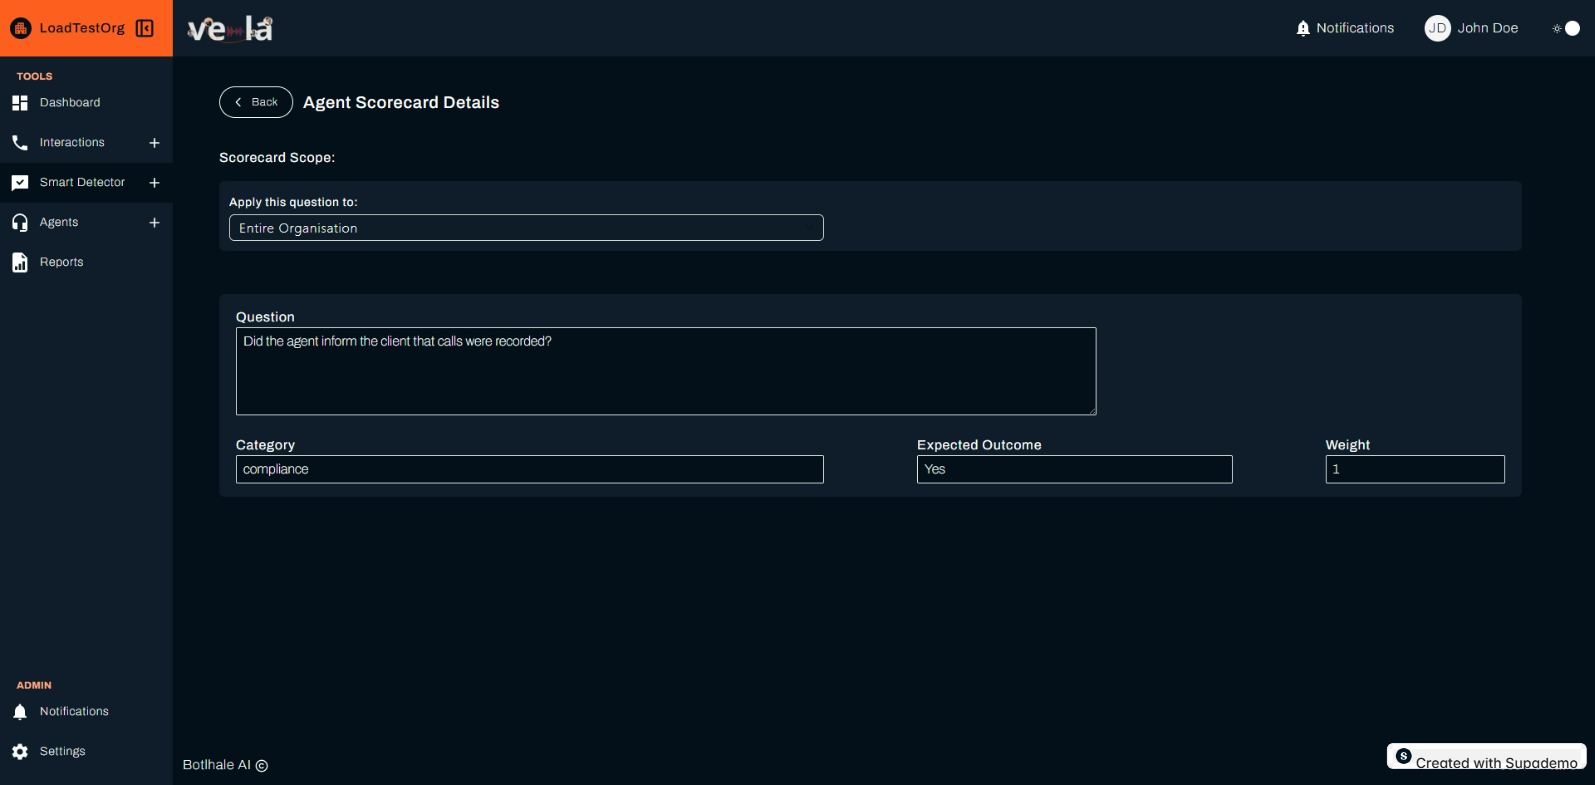 LoadTestOrg
vela
Notifications
JD John Doe
TOOLS
Dashboard
Interactions
Smart Detector
Agents
Reports
ADMIN
Notifications
Settings
Back
Agent Scorecard Details
Scorecard Scope:
Apply this question to:
Entire Organisation
Question
Did the agent inform the client that calls were recorded?
Category
compliance
Expected Outcome
Yes
Weight
1
Botlhale AI ©
S Created with Supademo